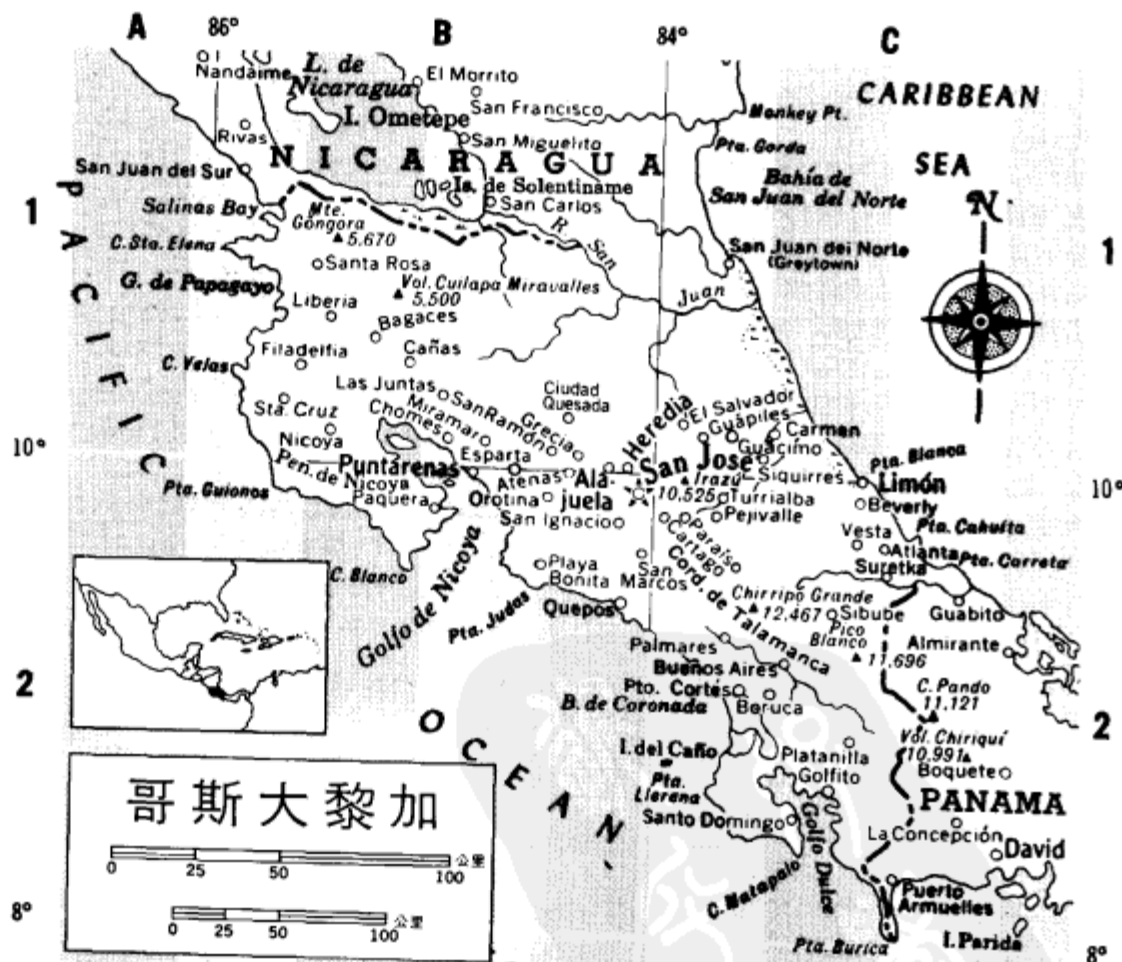 A
86°
B
84°
C
Nandaime
L. de
Nicaragua
El Morrito
San Francisco
I. Ometepe
CARIBBEAN
SEA
Monkey Pt.
Rivas
San Miguelito
Pta. Gorda
NICARAGUA
San Juan del Sur
Is. de Solentiname
Bahía de
San Juan del Norte
N
1
PACIFIC
Salinas Bay
San Carlos
Mte.
Góngora
5.670
R.
San
Juan
1
C. Sta. Elena
San Juan del Norte
(Greytown)
Santa Rosa
G. de Papagayo
Vol. Cuilapa Miravalles
5.500
Liberia
Bagaces
Filadelfia
Cañas
C. Velas
Las Juntas
Ciudad
Quesada
Sta. Cruz
San Ramón
Grecia
Heredia
El Salvador
Guápiles
Carmen
Miramar
Chomes
Guácimo
10°
Nicoya
Esparta
San José
Siquirres
Pta. Blanca
Pen. de
Nicoya
Puntarenas
Atenas
Ala-
juela
Irazú
10.525
Limón
10°
Pta. Guionos
Paquera
Orotina
Turrialba
Beverly
San Ignacio
Pejivalle
Pta. Cahuita
Paraíso
Cartago
Vesta
Atlanta
Pta. Carreta
C. Blanco
Golfo de Nicoya
Playa
Bonita
San
Marcos
Cord. de Talamanca
Suretka
Chirripo Grande
12.467
Sibube
Guabito
Pta. Judas
Quepos
Pico
Blanco
11.696
Almirante
Palmares
2
OCEAN
Buenos Aires
Pto. Cortés
C. Pando
11.121
2
B. de Coronada
Boruca
Vol. Chiriquí
10.991
I. del Caño
Platanilla
Boquete
Golfito
Pta.
Llerena
PANAMA
Santo Domingo
Golfo Dulce
La Concepción
David
C. Matapalo
Puerto
Armuelles
8°
Pta. Burica
I. Parida
8°
哥斯大黎加
0 25 50 100 公里
0 25 50 100 公里